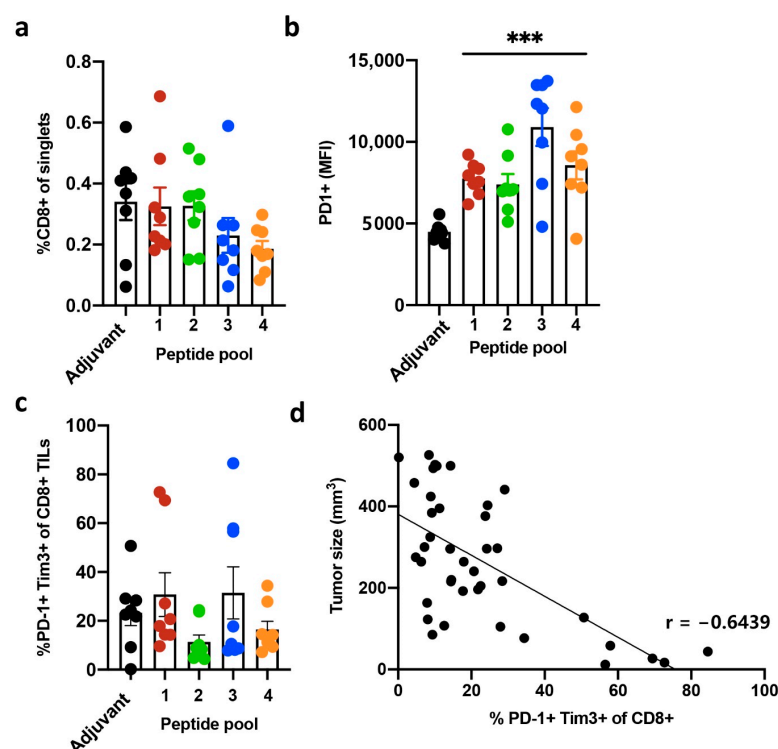 a
%CD8+ of singlets
0.8
0.6
0.4
0.2
0.0
Adjuvant
1
2
3
4
Peptide pool
b
***
PD1+ (MFI)
15,000
10,000
5000
0
Adjuvant
1
2
3
4
Peptide pool
c
%PD-1+ Tim3+ of CD8+ TILs
100
80
60
40
20
0
Adjuvant
1
2
3
4
Peptide pool
d
Tumor size (mm³)
600
400
200
0
r = −0.6439
0
20
40
60
80
100
% PD-1+ Tim3+ of CD8+